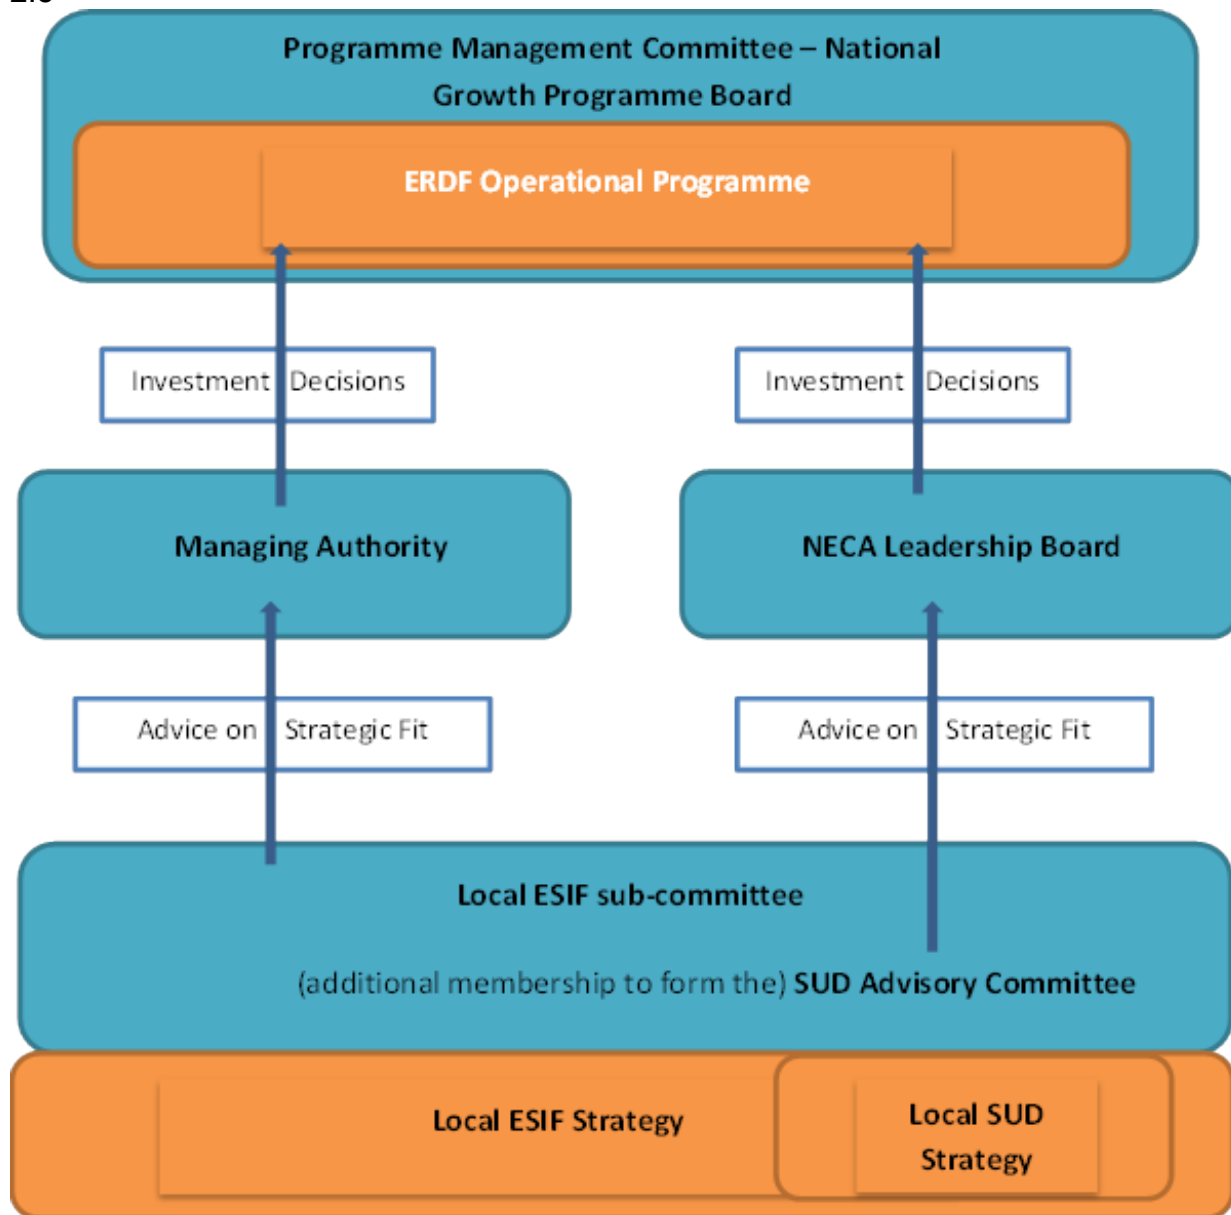 Programme Management Committee – National
Growth Programme Board
ERDF Operational Programme
Investment Decisions
Investment Decisions
Managing Authority
NECA Leadership Board
Advice on Strategic Fit
Advice on Strategic Fit
Local ESIF sub-committee
(additional membership to form the) SUD Advisory Committee
Local ESIF Strategy
Local SUD
Strategy